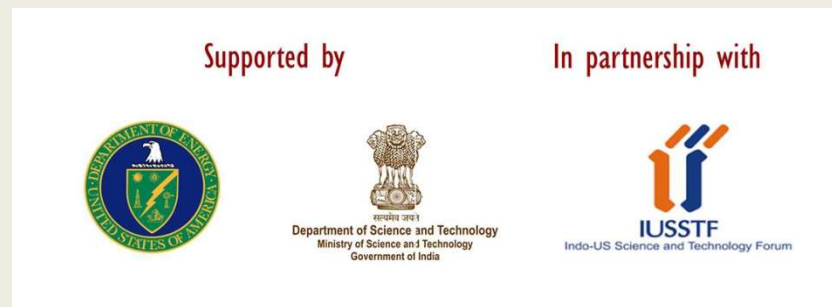 Supported by
In partnership with
DEPARTMENT OF ENERGY
UNITED STATES OF AMERICA
सत्यमेव जयते
Department of Science and Technology
Ministry of Science and Technology
Government of India
IUSSTF
Indo-US Science and Technology Forum